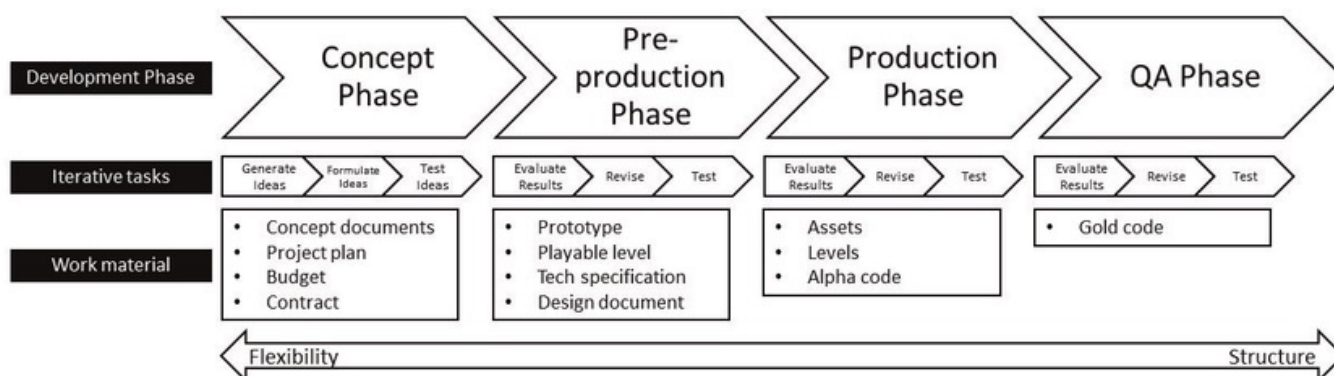 Development Phase
Concept
Phase
Pre-
production
Phase
Production
Phase
QA Phase
Iterative tasks
Generate
Ideas
Formulate
Ideas
Test
Ideas
Evaluate
Results
Revise
Test
Evaluate
Results
Revise
Test
Evaluate
Results
Revise
Test
Work material
• Concept documents
• Project plan
• Budget
• Contract
• Prototype
• Playable level
• Tech specification
• Design document
• Assets
• Levels
• Alpha code
• Gold code
Flexibility
Structure